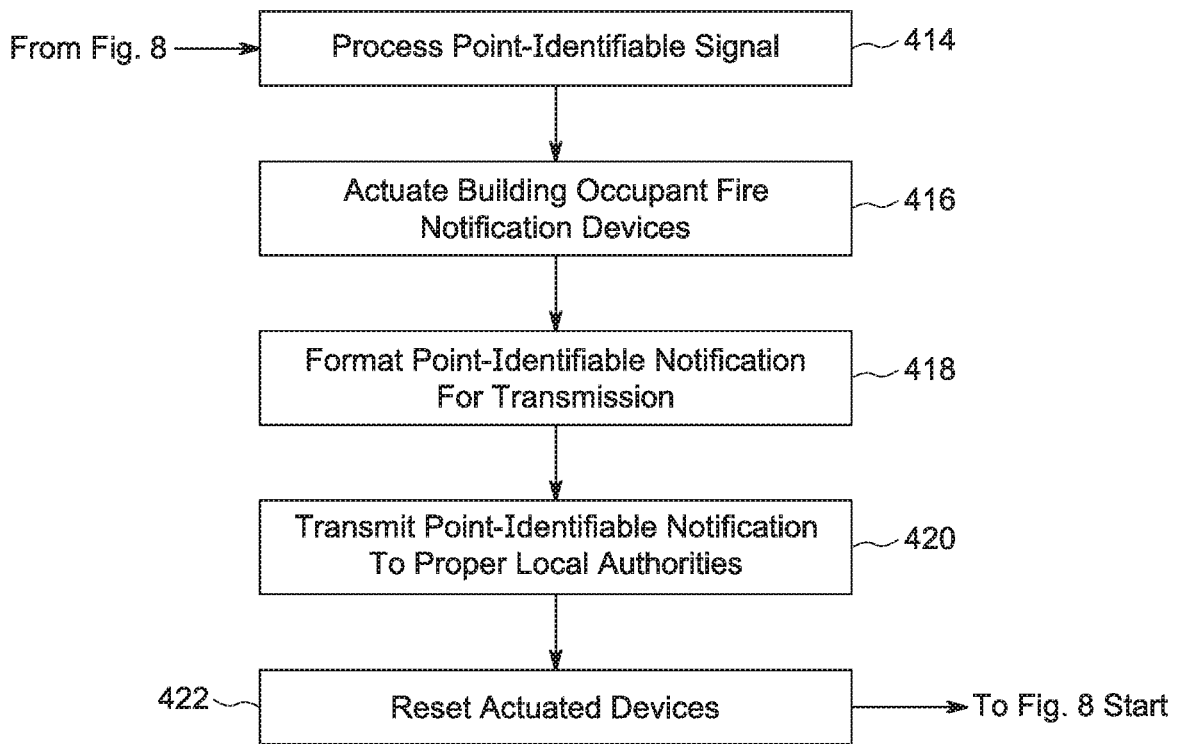 From Fig. 8
Process Point-Identifiable Signal
414
Actuate Building Occupant Fire
Notification Devices
416
Format Point-Identifiable Notification
For Transmission
418
Transmit Point-Identifiable Notification
To Proper Local Authorities
420
422
Reset Actuated Devices
To Fig. 8 Start